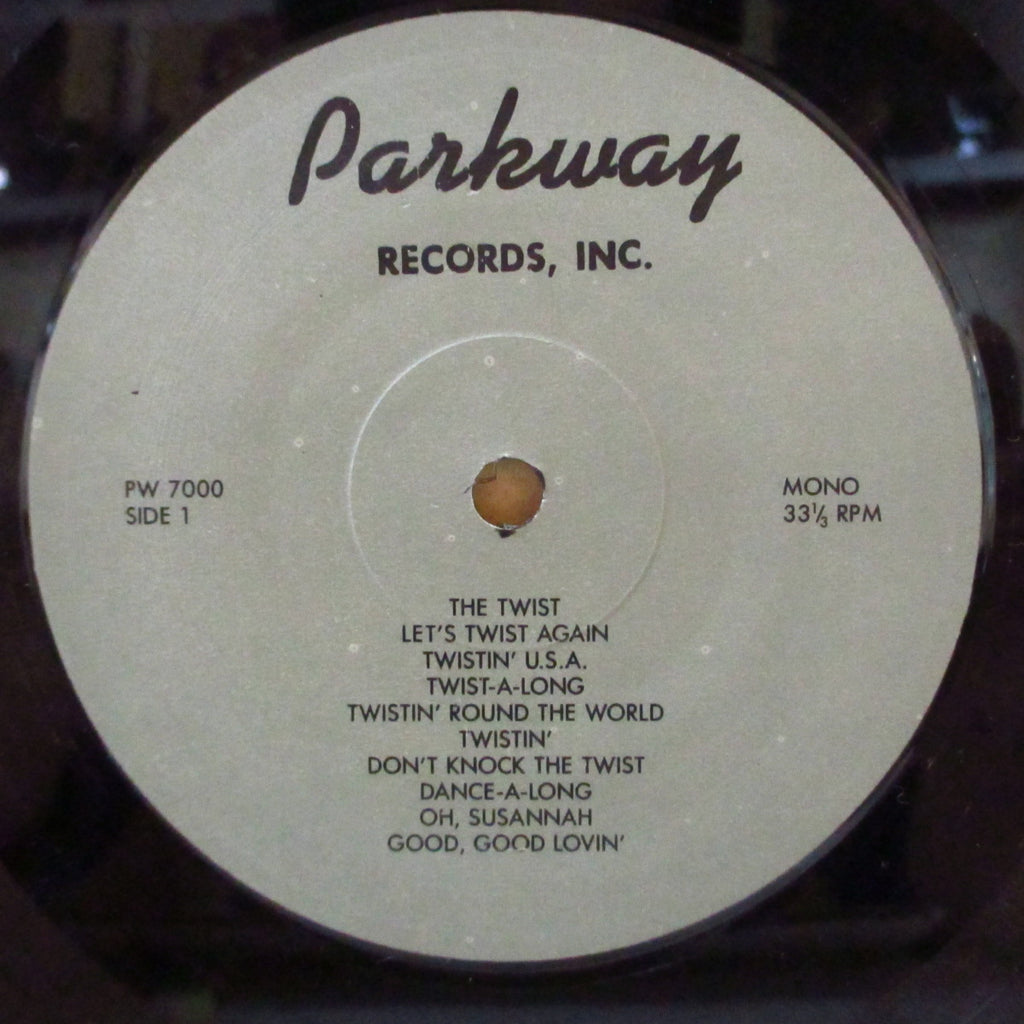 Parkway
RECORDS, INC.
PW 7000
SIDE 1
MONO
33⅓ RPM
THE TWIST
LET'S TWIST AGAIN
TWISTIN' U.S.A.
TWIST-A-LONG
TWISTIN' ROUND THE WORLD
TWISTIN'
DON'T KNOCK THE TWIST
DANCE-A-LONG
OH, SUSANNAH
GOOD, GOOD LOVIN'